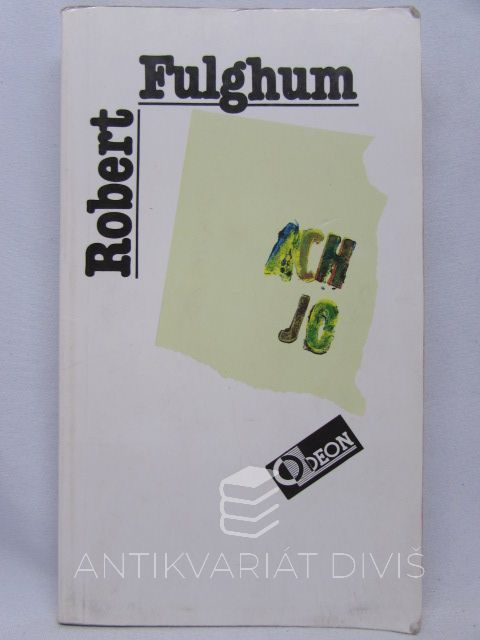 Robert
Fulghum
ACH
JO
ODEON
ANTIKVARIÁT DIVIŠ